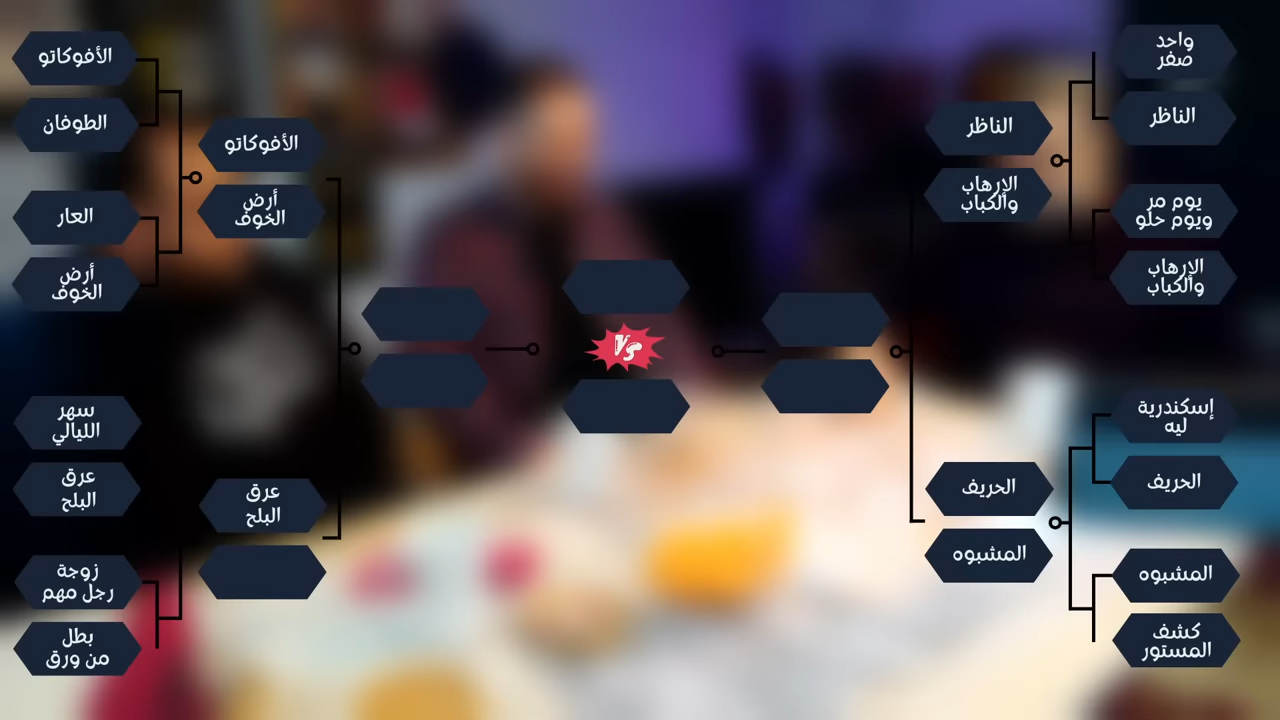 واحد
صفر
الناظر
يوم مر
ويوم حلو
الإرهاب
والكباب
إسكندرية
ليه
الحريف
المشبوه
كشف
المستور
الناظر
الإرهاب
والكباب
الحريف
المشبوه
VS
الأفوكاتو
أرض
الخوف
عرق
البلح
الأفوكاتو
الطوفان
العار
أرض
الخوف
سهر
الليالي
عرق
البلح
زوجة
رجل مهم
بطل
من ورق